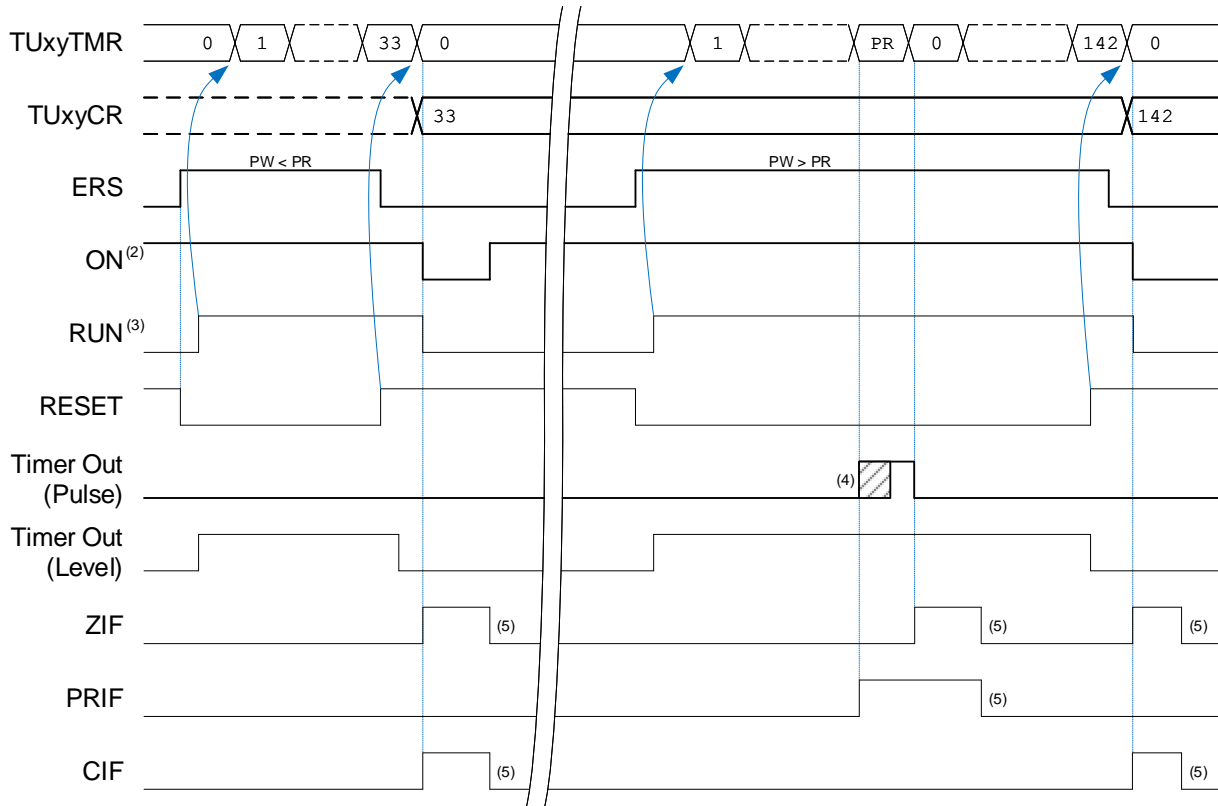 TUxyTMR 0 1 33 0 1 PR 0 142 0
TUxyCR 33 142
PW < PR PW > PR
ERS
ON(2)
RUN(3)
RESET
Timer Out
(Pulse) (4)
Timer Out
(Level)
ZIF (5) (5) (5)
PRIF (5)
CIF (5) (5)